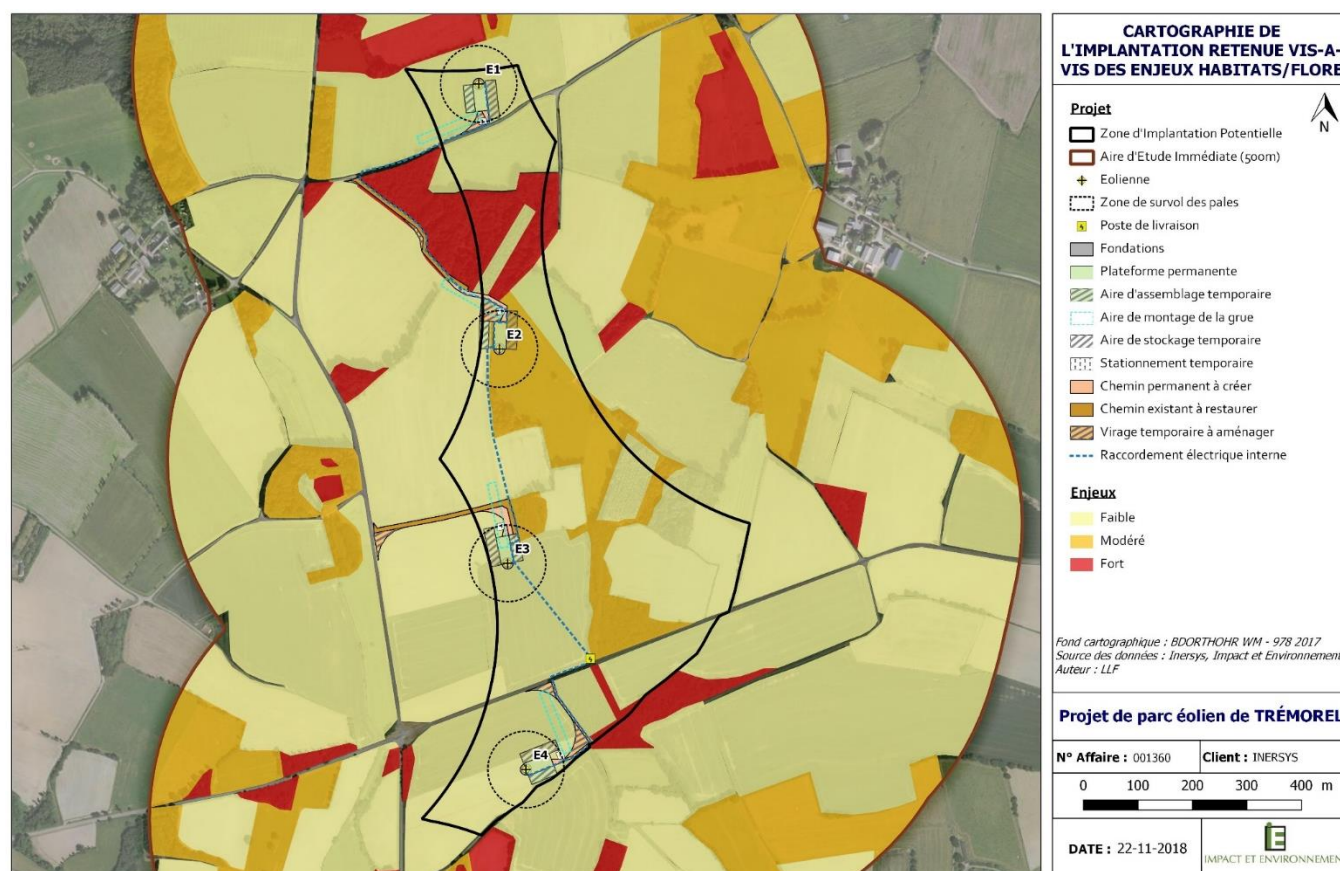 E1
E2
E3
E4
CARTOGRAPHIE DE
L'IMPLANTATION RETENUE VIS-A-
VIS DES ENJEUX HABITATS/FLORE
Projet
N
Zone d'Implantation Potentielle
Aire d'Etude Immédiate (500m)
Eolienne
Zone de survol des pales
Poste de livraison
Fondations
Plateforme permanente
Aire d'assemblage temporaire
Aire de montage de la grue
Aire de stockage temporaire
Stationnement temporaire
Chemin permanent à créer
Chemin existant à restaurer
Virage temporaire à aménager
Raccordement électrique interne
Enjeux
Faible
Modéré
Fort
Fond cartographique : BDORTHOHR WM - 978 2017
Source des données : Inersys, Impact et Environnement
Auteur : LLF
Projet de parc éolien de TRÉMOREL
N° Affaire : 001360 Client : INERSYS
0 100 200 300 400 m
DATE : 22-11-2018
IMPACT ET ENVIRONNEMEN